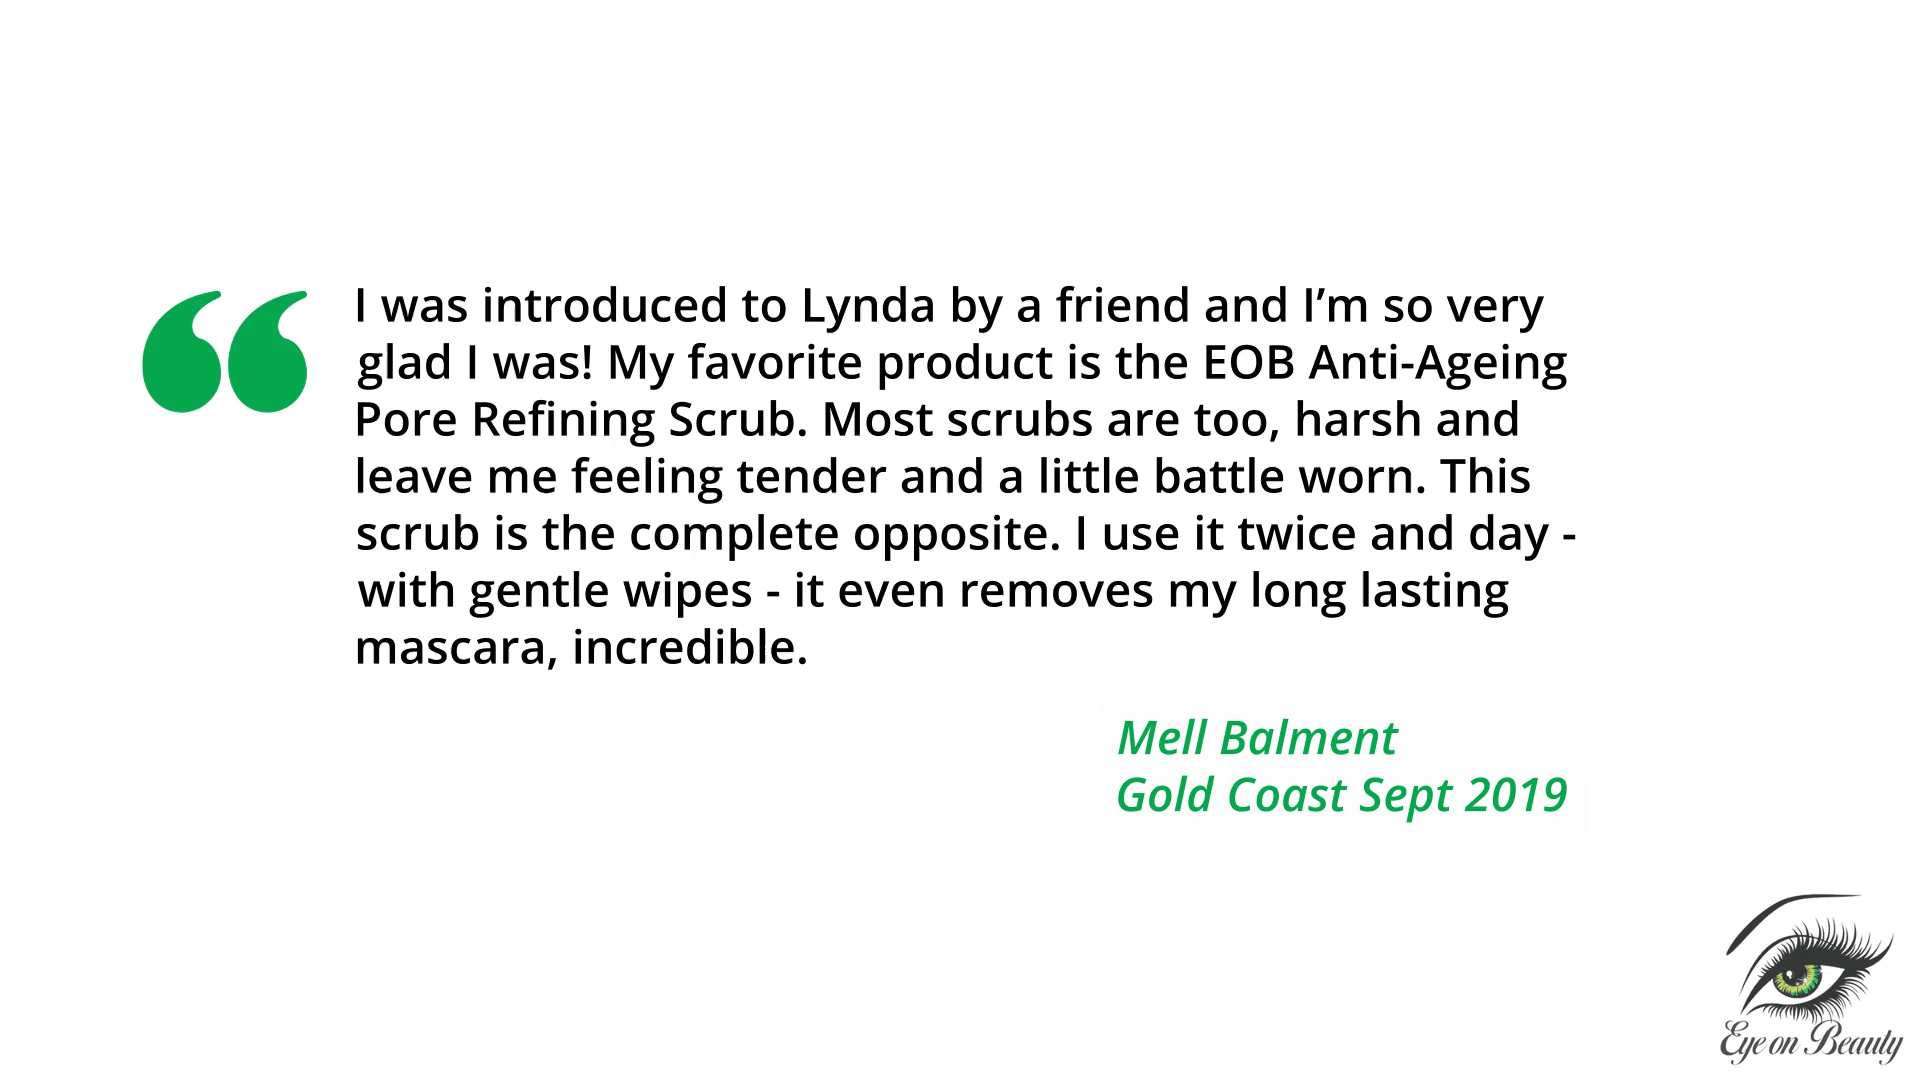 I was introduced to Lynda by a friend and I’m so very
glad I was! My favorite product is the EOB Anti-Ageing
Pore Refining Scrub. Most scrubs are too, harsh and
leave me feeling tender and a little battle worn. This
scrub is the complete opposite. I use it twice and day -
with gentle wipes - it even removes my long lasting
mascara, incredible.
Mell Balment
Gold Coast Sept 2019
Eye on Beauty